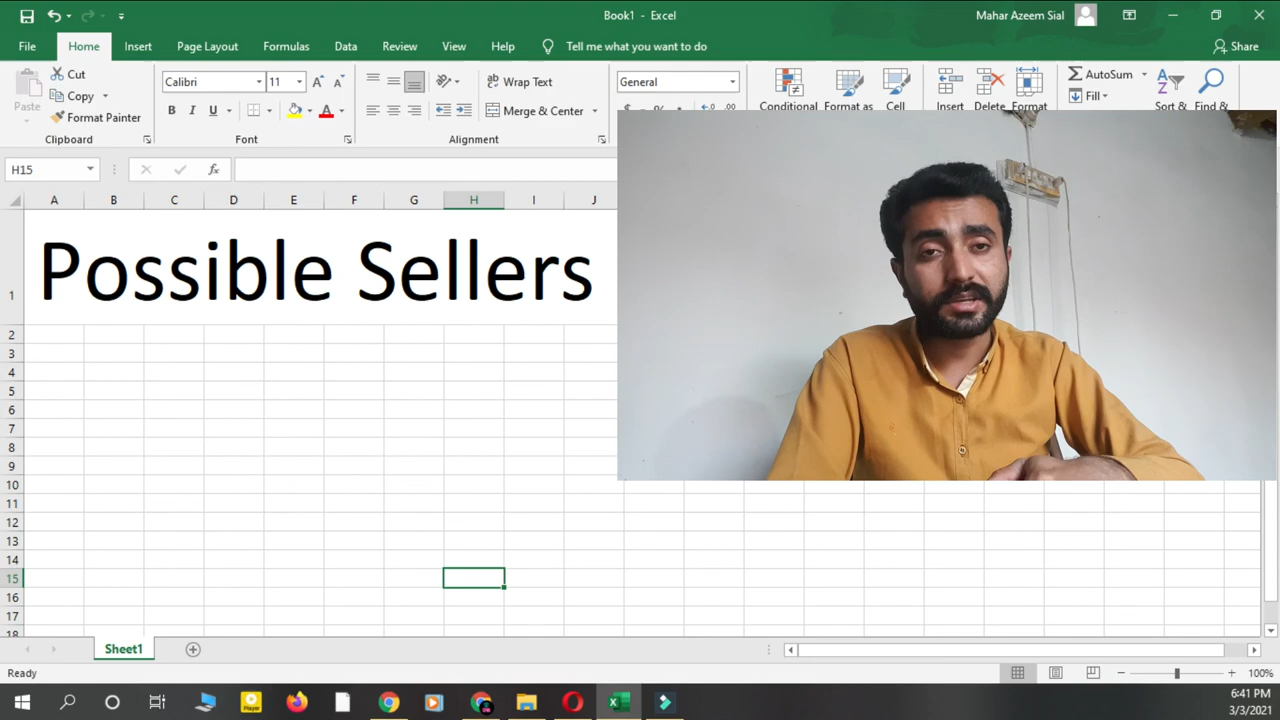 Book1 - Excel
Mahar Azeem Sial
File Home Insert Page Layout Formulas Data Review View Help Tell me what you want to do Share
Paste
Cut
Copy
Format Painter
Clipboard
Calibri 11
B I U
Font
Wrap Text
Merge & Center
Alignment
General
Conditional
Format as
Cell
Insert
Delete
Format
AutoSum
Fill
Sort &
Find &
H15
fx
A B C D E F G H I J
1
Possible Sellers
2
3
4
5
6
7
8
9
10
11
12
13
14
15
16
17
18
Sheet1
Ready
100%
6:41 PM
3/3/2021